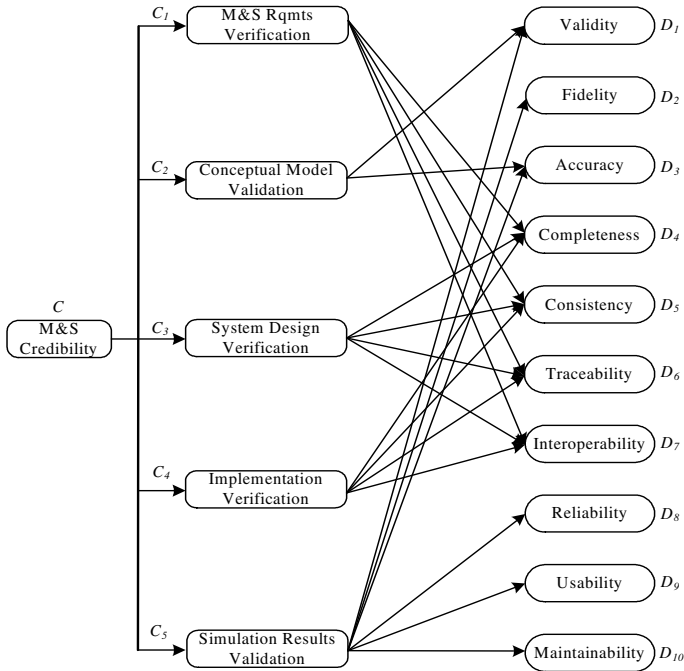 C1
M&S Rqmts
Verification
Validity
D1
Fidelity
D2
C2
Conceptual Model
Validation
Accuracy
D3
Completeness
D4
C
M&S
Credibility
C3
System Design
Verification
Consistency
D5
Traceability
D6
Interoperability
D7
C4
Implementation
Verification
Reliability
D8
Usability
D9
C5
Simulation Results
Validation
Maintainability
D10